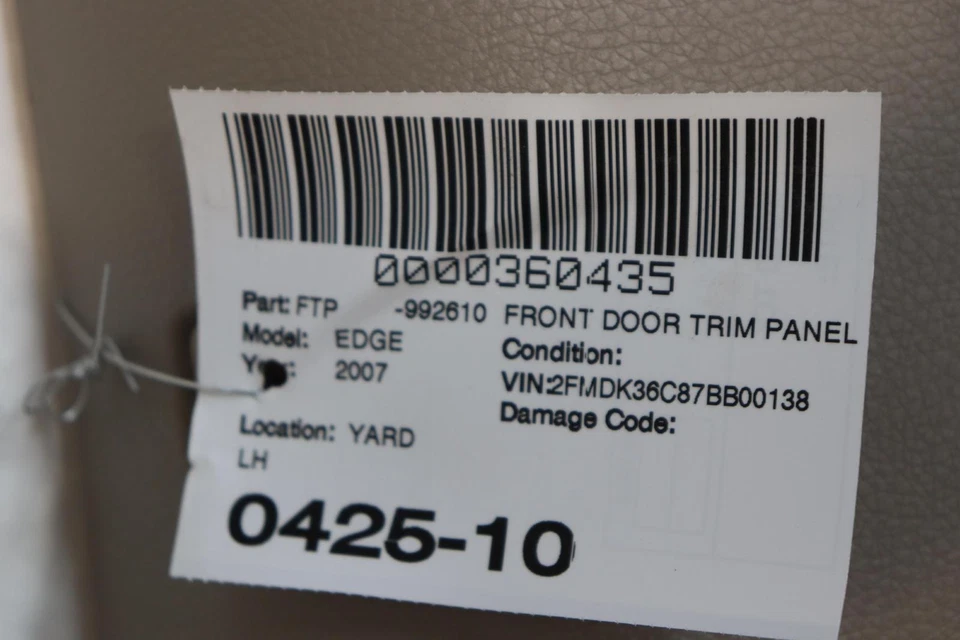 0000360435
Part: FTP -992610 FRONT DOOR TRIM PANEL
Model: EDGE Condition:
2007 VIN:2FMDK36C87BB00138
Damage Code:
Location: YARD
LH
0425-10